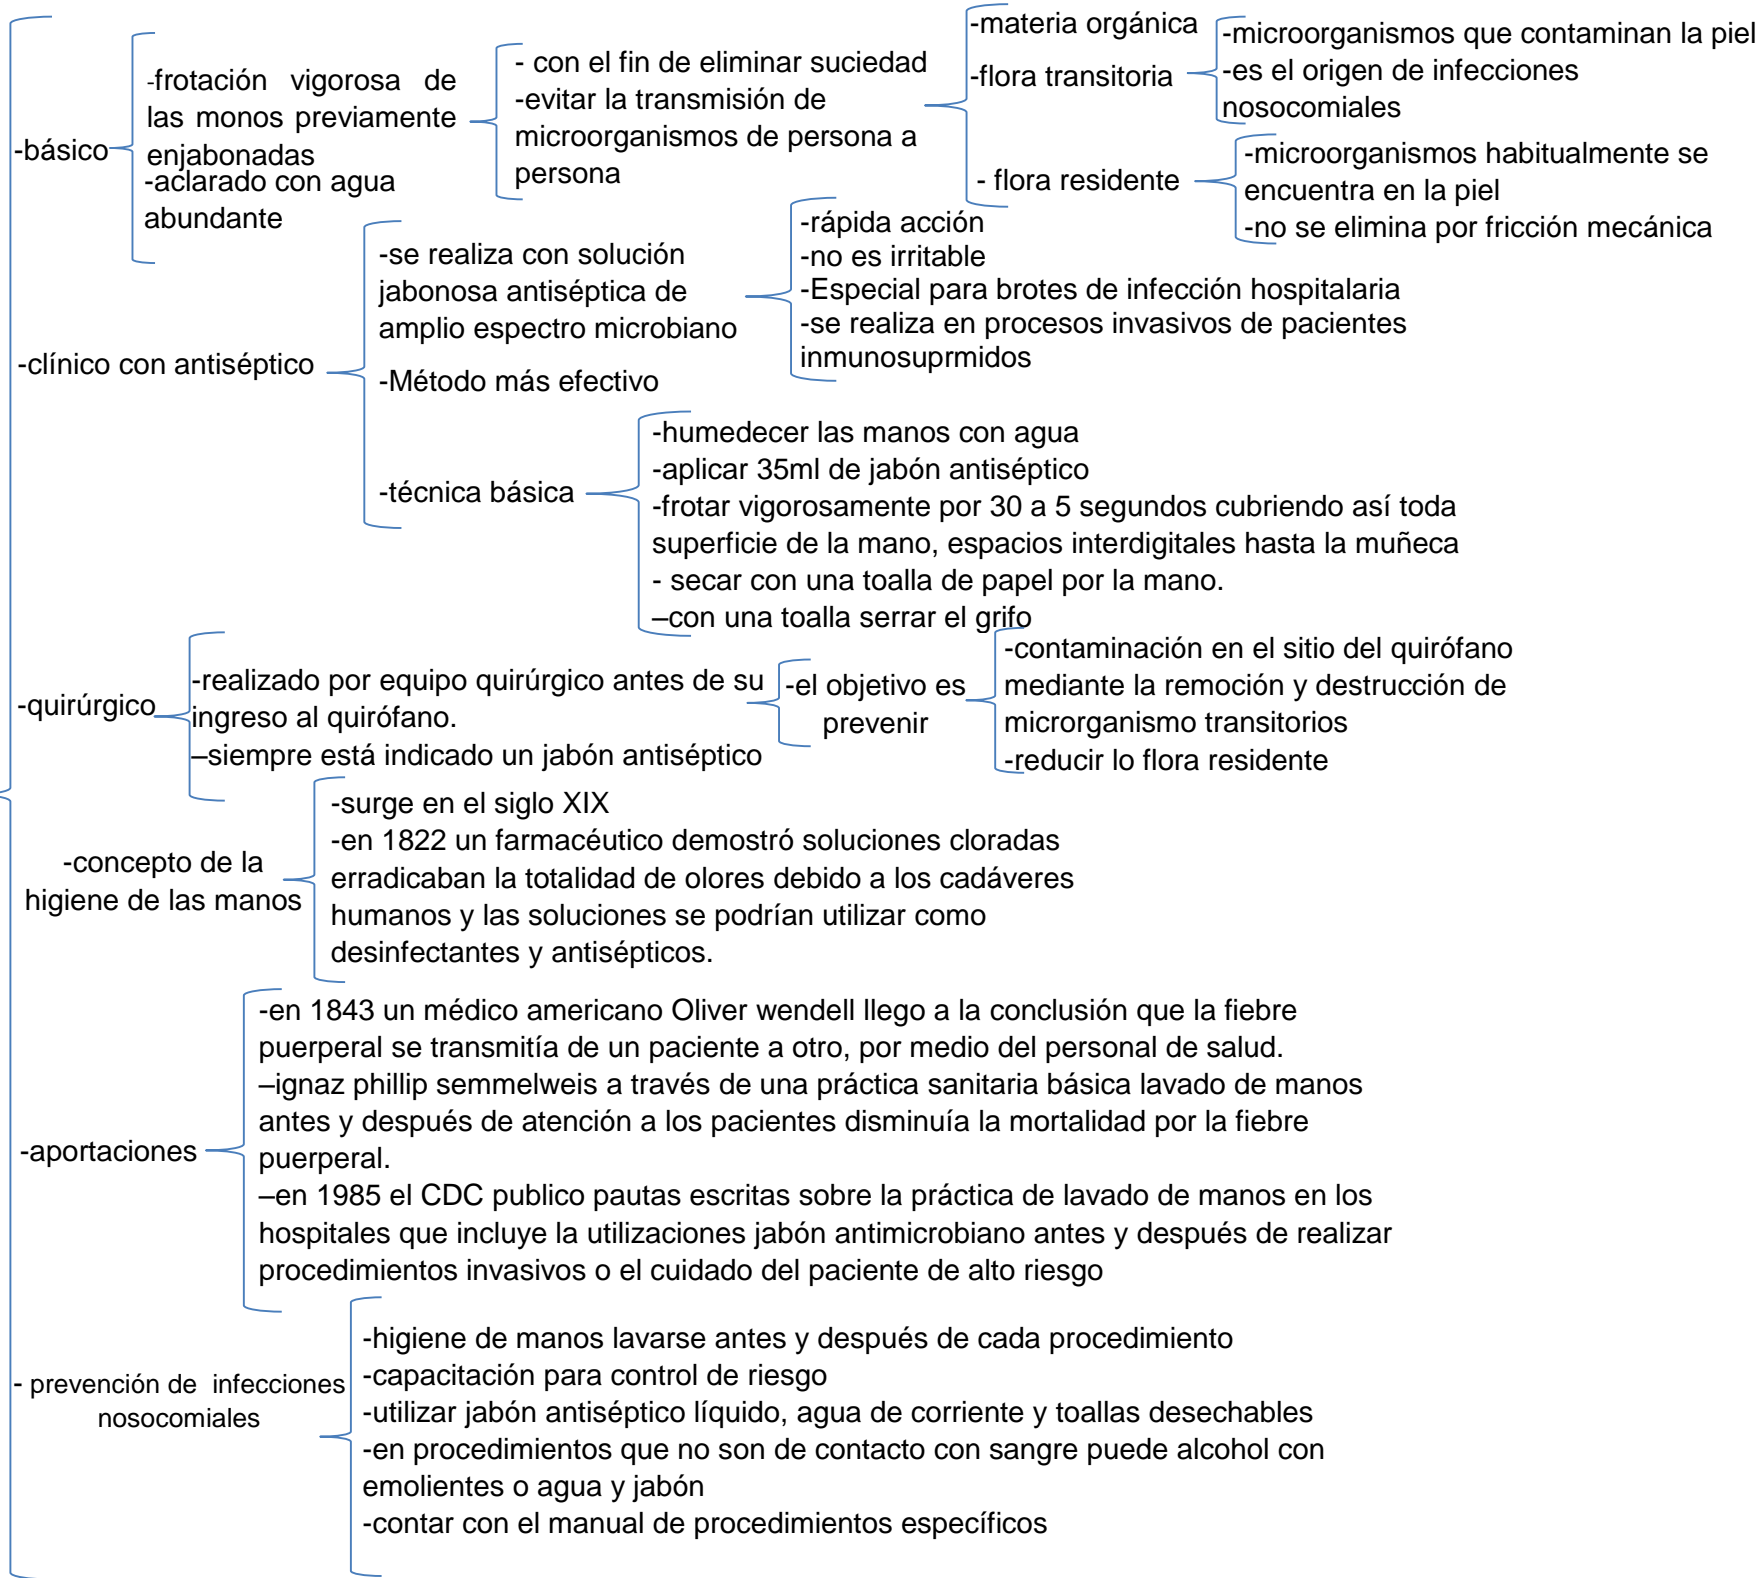 -básico
-frotación vigorosa de
las monos previamente
enjabonadas
-aclarado con agua
abundante
- con el fin de eliminar suciedad
-evitar la transmisión de
microorganismos de persona a
persona
-materia orgánica
-flora transitoria
-microorganismos que contaminan la piel
-es el origen de infecciones
nosocomiales
- flora residente
-microorganismos habitualmente se
encuentra en la piel
-no se elimina por fricción mecánica
-clínico con antiséptico
-se realiza con solución
jabonosa antiséptica de
amplio espectro microbiano
-rápida acción
-no es irritable
-Especial para brotes de infección hospitalaria
-se realiza en procesos invasivos de pacientes
inmunosuprmidos
-Método más efectivo
-técnica básica
-humedecer las manos con agua
-aplicar 35ml de jabón antiséptico
-frotar vigorosamente por 30 a 5 segundos cubriendo así toda
superficie de la mano, espacios interdigitales hasta la muñeca
- secar con una toalla de papel por la mano.
–con una toalla serrar el grifo
-quirúrgico
-realizado por equipo quirúrgico antes de su
ingreso al quirófano.
–siempre está indicado un jabón antiséptico
-el objetivo es
prevenir
-contaminación en el sitio del quirófano
mediante la remoción y destrucción de
microrganismo transitorios
-reducir lo flora residente
-concepto de la
higiene de las manos
-surge en el siglo XIX
-en 1822 un farmacéutico demostró soluciones cloradas
erradicaban la totalidad de olores debido a los cadáveres
humanos y las soluciones se podrían utilizar como
desinfectantes y antisépticos.
-aportaciones
-en 1843 un médico americano Oliver wendell llego a la conclusión que la fiebre
puerperal se transmitía de un paciente a otro, por medio del personal de salud.
–ignaz phillip semmelweis a través de una práctica sanitaria básica lavado de manos
antes y después de atención a los pacientes disminuía la mortalidad por la fiebre
puerperal.
–en 1985 el CDC publico pautas escritas sobre la práctica de lavado de manos en los
hospitales que incluye la utilizaciones jabón antimicrobiano antes y después de realizar
procedimientos invasivos o el cuidado del paciente de alto riesgo
- prevención de infecciones
nosocomiales
-higiene de manos lavarse antes y después de cada procedimiento
-capacitación para control de riesgo
-utilizar jabón antiséptico líquido, agua de corriente y toallas desechables
-en procedimientos que no son de contacto con sangre puede alcohol con
emolientes o agua y jabón
-contar con el manual de procedimientos específicos